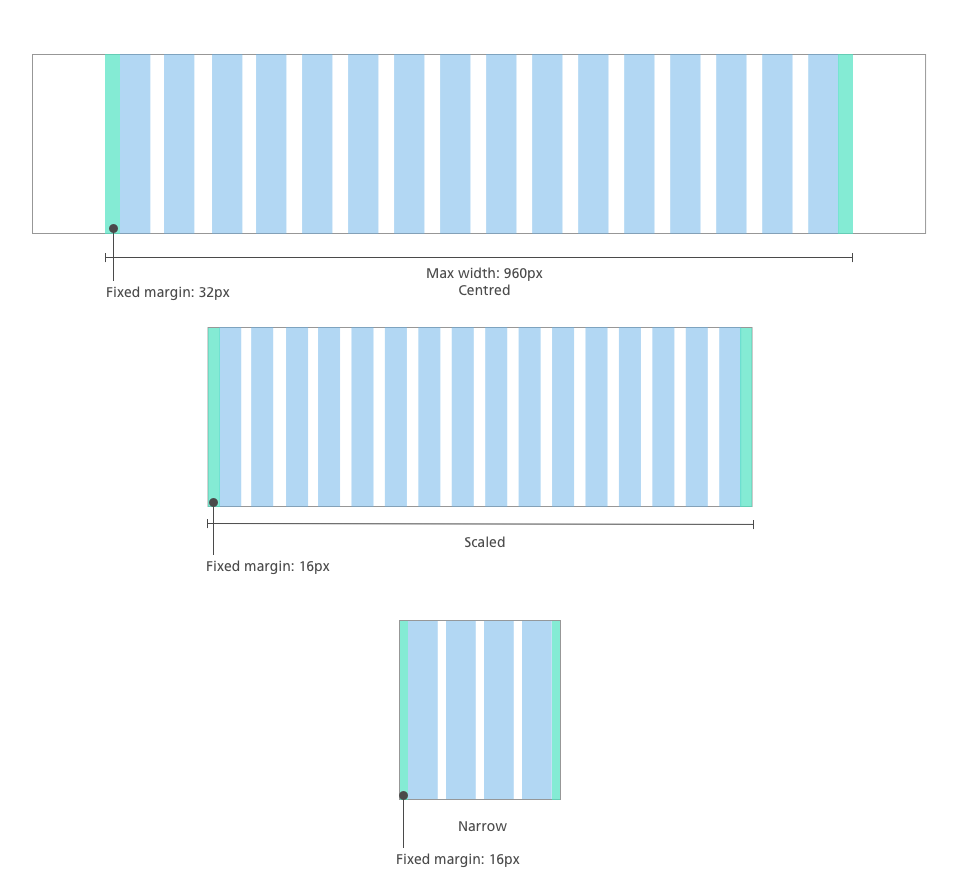 Max width: 960px
Centred
Fixed margin: 32px
Scaled
Fixed margin: 16px
Narrow
Fixed margin: 16px